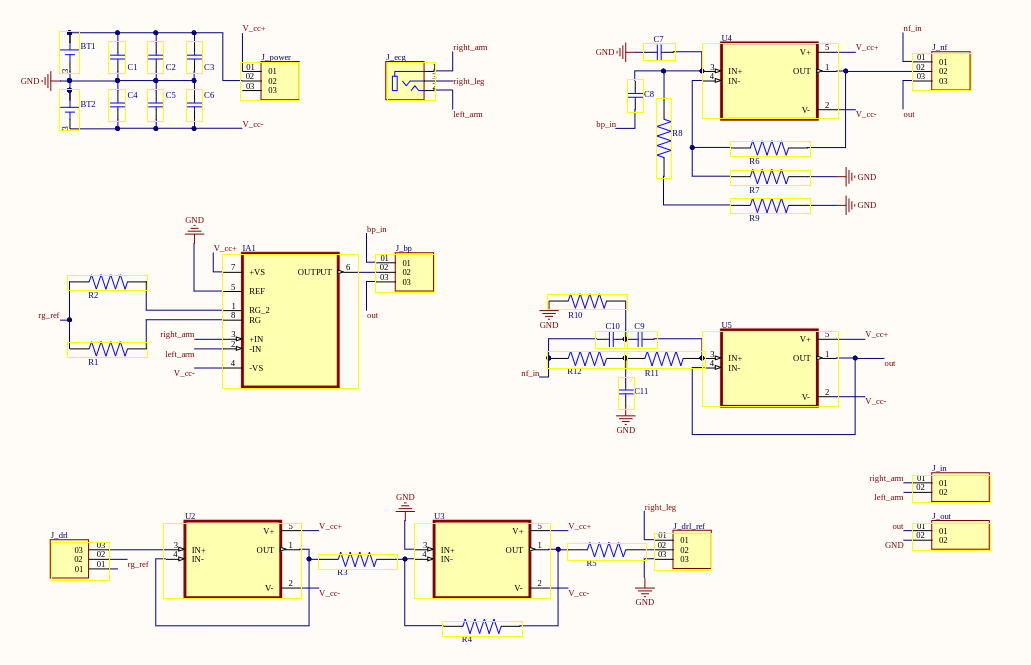 V_cc+
BT1
C1
C2
C3
J_power
01
02
03
01
02
03
GND
3
BT2
C4
C5
C6
3
V_cc-
J_ecg
right_arm
right_leg
left_arm
GND
C7
C8
bp_in
R8
U4
V+
OUT
V-
IN+
IN-
3
4
5
1
2
V_cc+
V_cc-
R6
R7
GND
R9
GND
nf_in
J_nf
01
02
03
01
02
03
out
GND
V_cc+
IA1
7
+VS
OUTPUT
6
5
REF
1
RG_2
8
RG
3
+IN
2
-IN
4
-VS
R2
rg_ref
R1
right_arm
left_arm
V_cc-
bp_in
J_bp
01
02
03
01
02
03
out
R10
GND
C10
C9
R12
R11
nf_in
C11
GND
U5
V+
OUT
V-
IN+
IN-
3
4
5
1
2
V_cc+
out
V_cc-
J_drl
03
02
01
03
02
01
rg_ref
U2
V+
OUT
V-
IN+
IN-
3
4
5
1
2
V_cc+
V_cc-
R3
GND
U3
V+
OUT
V-
IN+
IN-
3
4
5
1
2
V_cc+
V_cc-
R4
R5
right_leg
J_drl_ref
01
02
03
01
02
03
GND
J_in
right_arm
01
01
left_arm
02
02
J_out
out
01
01
GND
02
02